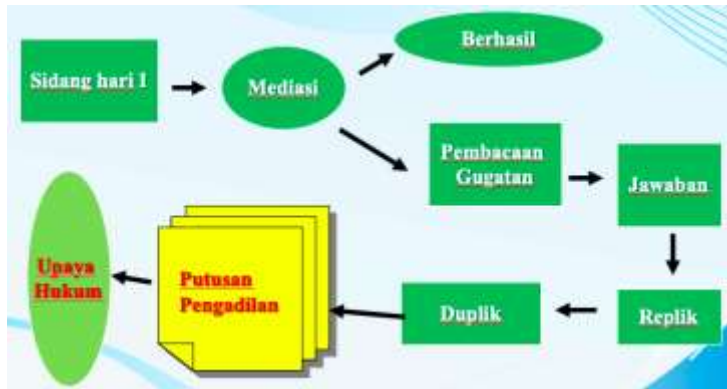 Sidang hari I
Mediasi
Berhasil
Pembacaan
Gugatan
Jawaban
Replik
Duplik
Putusan
Pengadilan
Upaya
Hukum